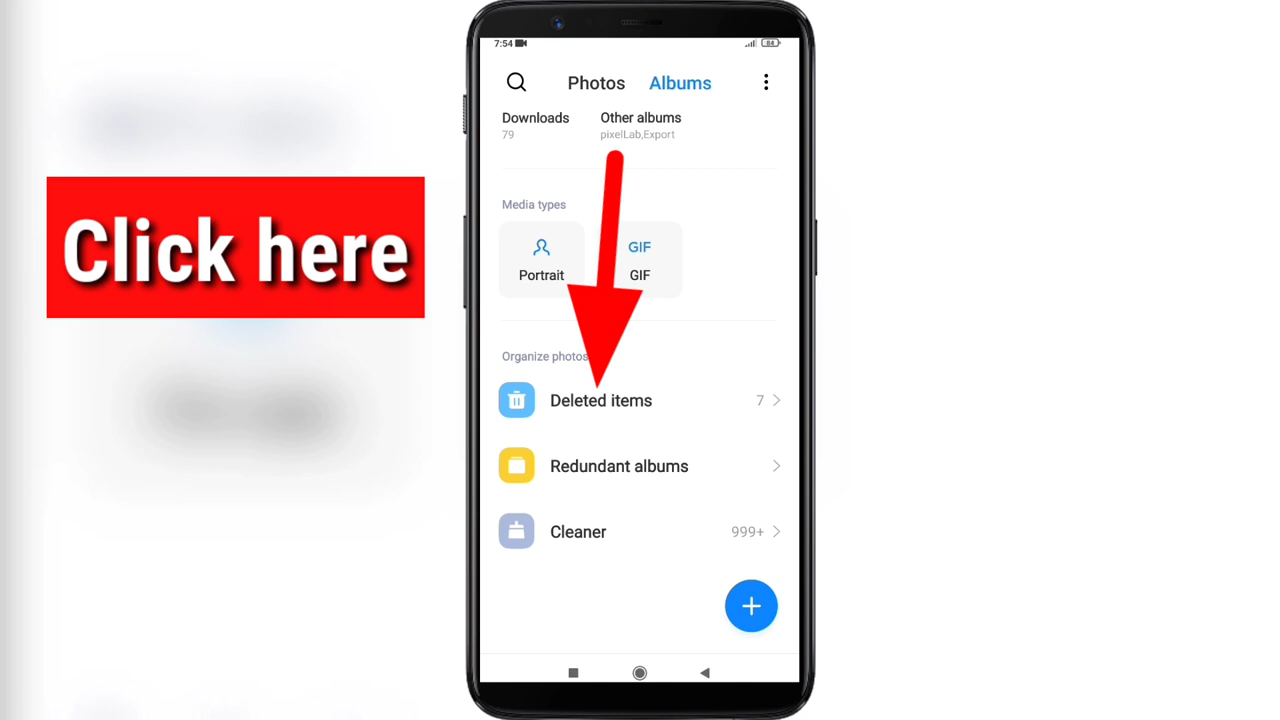 Click here
7:54
84
Photos Albums
Downloads Other albums
79 pixelLab,Export
Media types
GIF
Portrait GIF
Organize photos
Deleted items 7
Redundant albums
Cleaner 999+